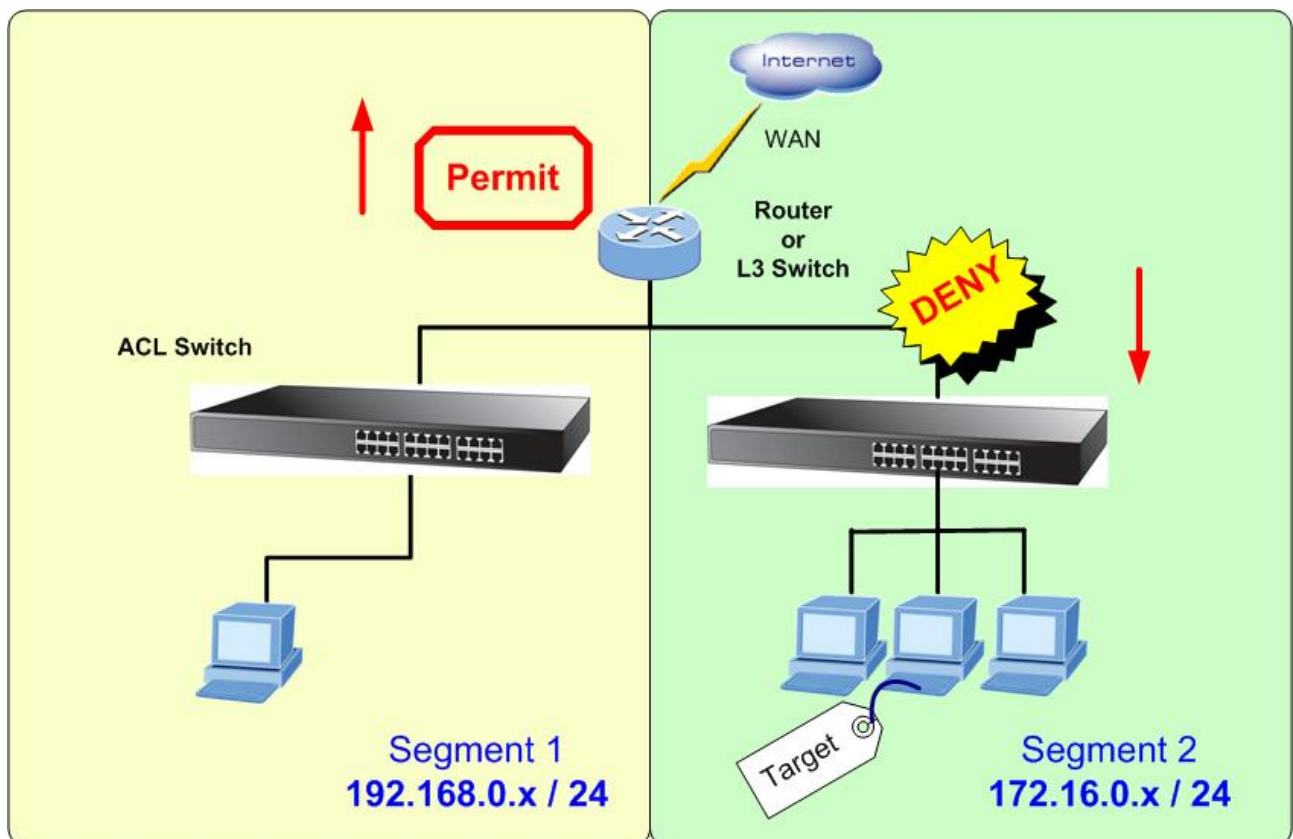 Internet
WAN
Permit
Router
or
L3 Switch
DENY
ACL Switch
Target
Segment 1
192.168.0.x / 24
Segment 2
172.16.0.x / 24